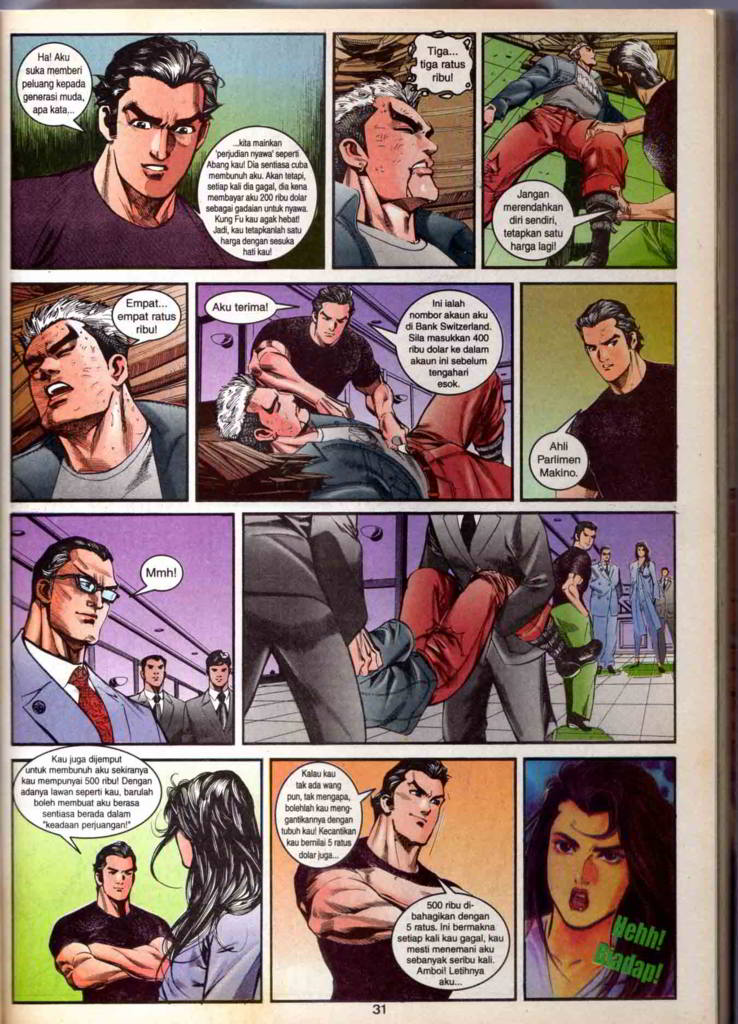 Ha! Aku
suka memberi
peluang kepada
generasi muda,
apa kata...
...kita mainkan
'perjudian nyawa' seperti
Abang kau! Dia sentiasa cuba
membunuh aku. Akan tetapi,
setiap kali dia gagal, dia kena
membayar aku 200 ribu dolar
sebagai gadaian untuk nyawa.
Kung Fu kau agak hebat!
Jadi, kau tetapkanlah satu
harga dengan sesuka
hati kau!
Tiga...
tiga ratus
ribu!
Jangan
merendahkan
diri sendiri,
tetapkan satu
harga lagi!
Empat...
empat ratus
ribu!
Aku terima!
Ini ialah
nombor akaun aku
di Bank Switzerland.
Sila masukkan 400
ribu dolar ke dalam
akaun ini sebelum
tengahari
esok.
Ahli
Parlimen
Makino.
Mmh!
Kau juga dijemput
untuk membunuh aku sekiranya
kau mempunyai 500 ribu! Dengan
adanya lawan seperti kau, barulah
boleh membuat aku berasa
sentiasa berada dalam
"keadaan perjuangan!"
Kalau kau
tak ada wang
pun, tak mengapa,
bolehlah kau meng-
gantikannya dengan
tubuh kau! Kecantikan
kau bernilai 5 ratus
dolar juga...
500 ribu di-
bahagikan dengan
5 ratus. Ini bermakna
setiap kali kau gagal, kau
mesti menemani aku
sebanyak seribu kali.
Amboi! Letihnya
aku...
Hehh!
Biadap!
31